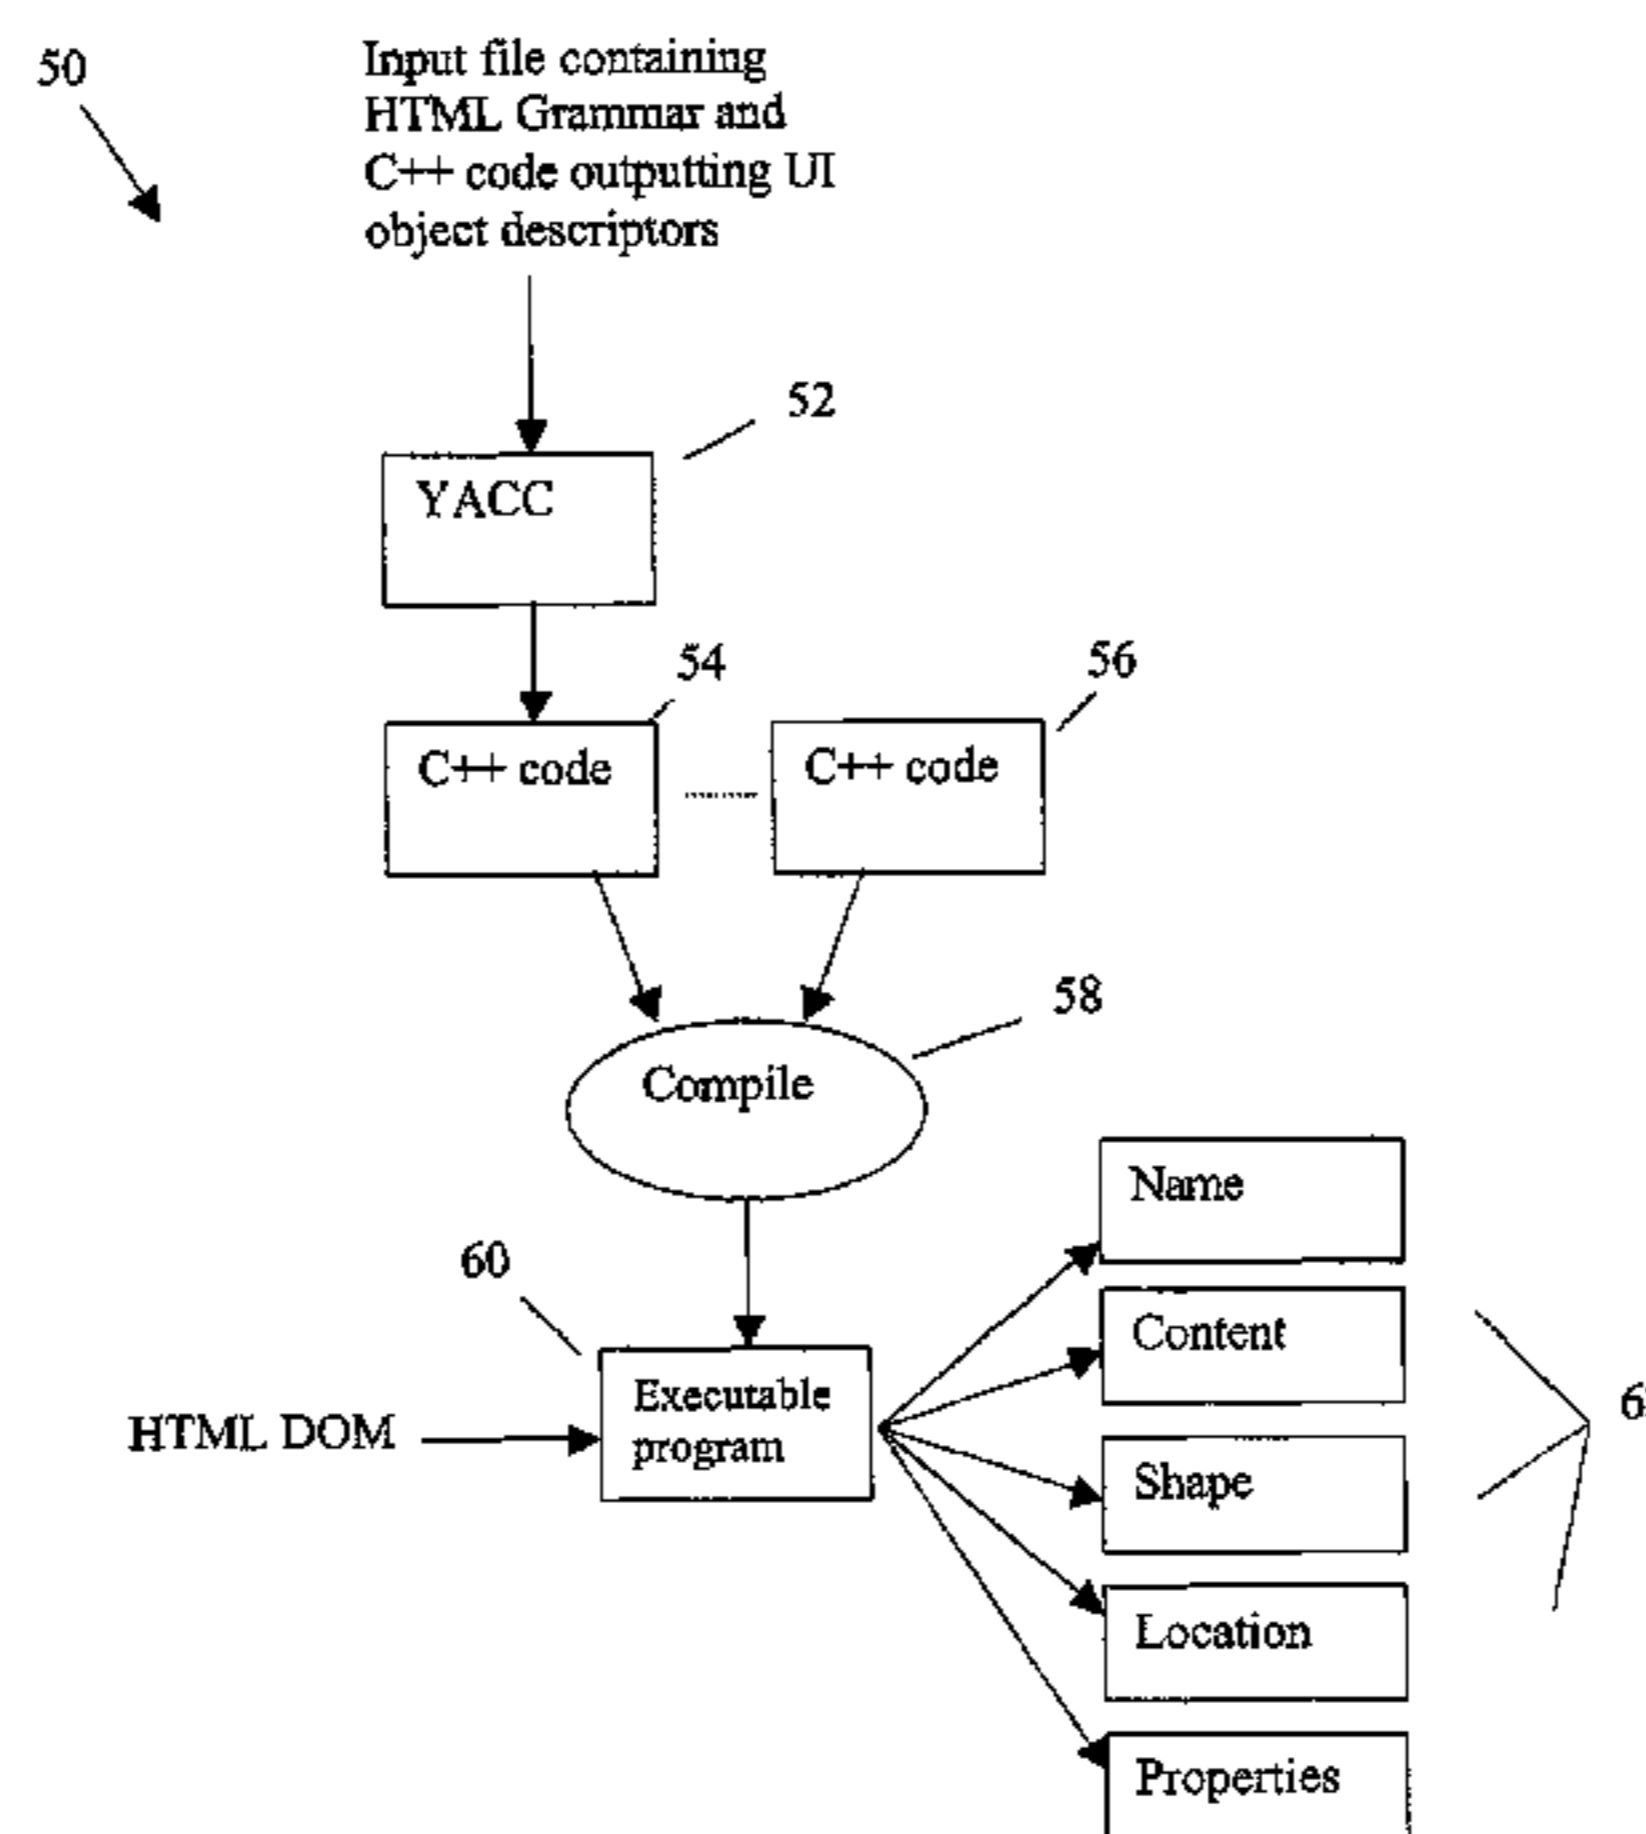 50
Input file containing
HTML Grammar and
C++ code outputting UI
object descriptors
52
YACC
54
56
C++ code
C++ code
58
Compile
Name
60
Content
Executable
program
HTML DOM
Shape
Location
Properties